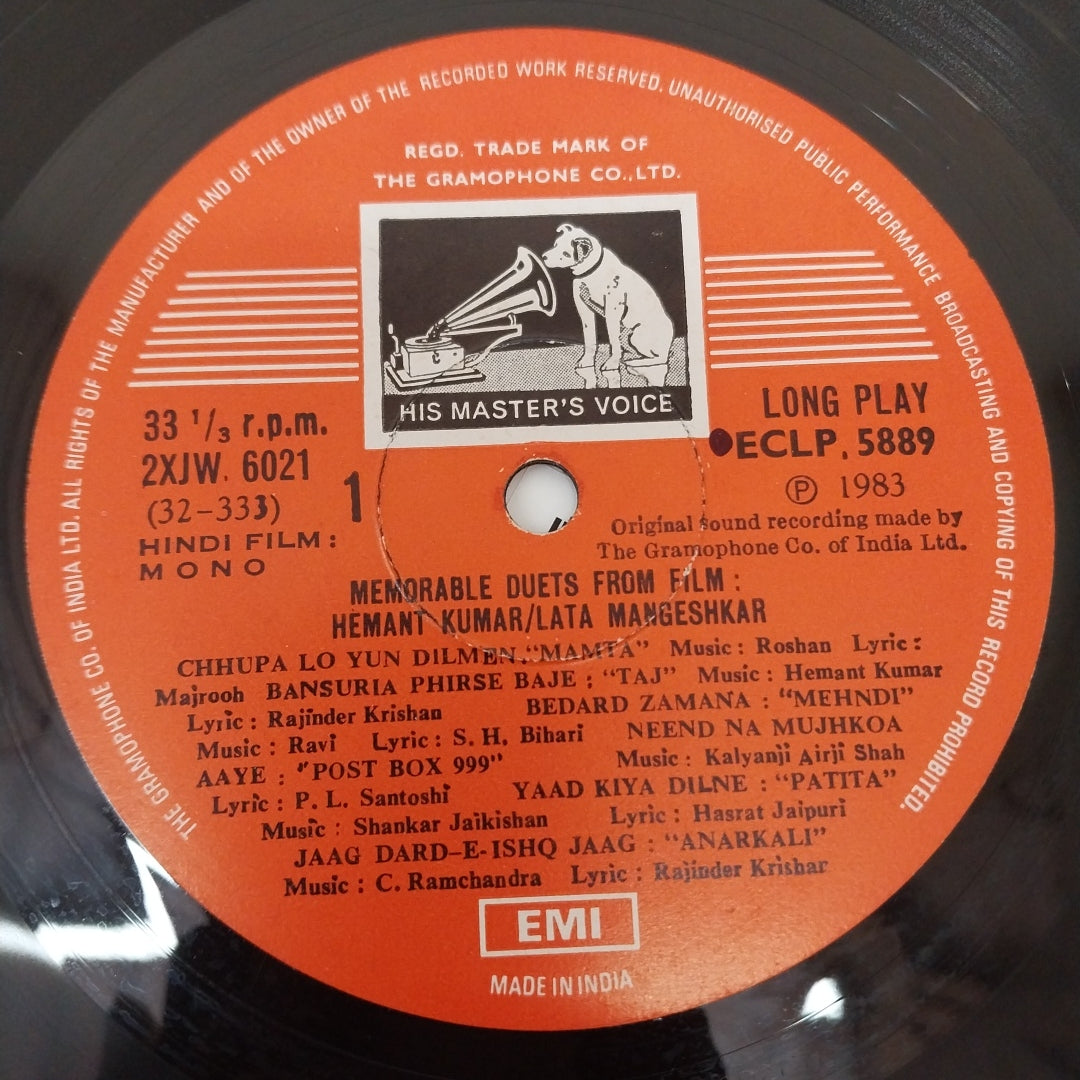 THE GRAMOPHONE CO. OF INDIA LTD. ALL RIGHTS OF THE MANUFACTURER AND OF THE OWNER OF THE RECORDED WORK RESERVED. UNAUTHORISED PUBLIC PERFORMANCE BROADCASTING AND COPYING OF THIS RECORD PROHIBITED.
REGD. TRADE MARK OF
THE GRAMOPHONE CO.,LTD.
HIS MASTER'S VOICE
33 1/3 r.p.m.
2XJW. 6021
(32-333)
1
HINDI FILM:
MONO
LONG PLAY
ECLP. 5889
Ⓟ 1983
Original sound recording made by
The Gramophone Co. of India Ltd.
MEMORABLE DUETS FROM FILM :
HEMANT KUMAR/LATA MANGESHKAR
CHHUPA LO YUN DILMEN "MAMTA" Music : Roshan Lyric :
Majrooh BANSURIA PHIRSE BAJE : "TAJ" Music : Hemant Kumar
Lyric : Rajinder Krishan BEDARD ZAMANA : "MEHNDI"
Music : Ravi Lyric : S. H. Bihari NEEND NA MUJHKOA
AAYE : "POST BOX 999" Music : Kalyanji Airji Shah
Lyric : P. L. Santoshi YAAD KIYA DILNE : "PATITA"
Music : Shankar Jaikishan Lyric : Hasrat Jaipuri
JAAG DARD-E-ISHQ JAAG : "ANARKALI"
Music : C. Ramchandra Lyric : Rajinder Krishar
EMI
MADE IN INDIA